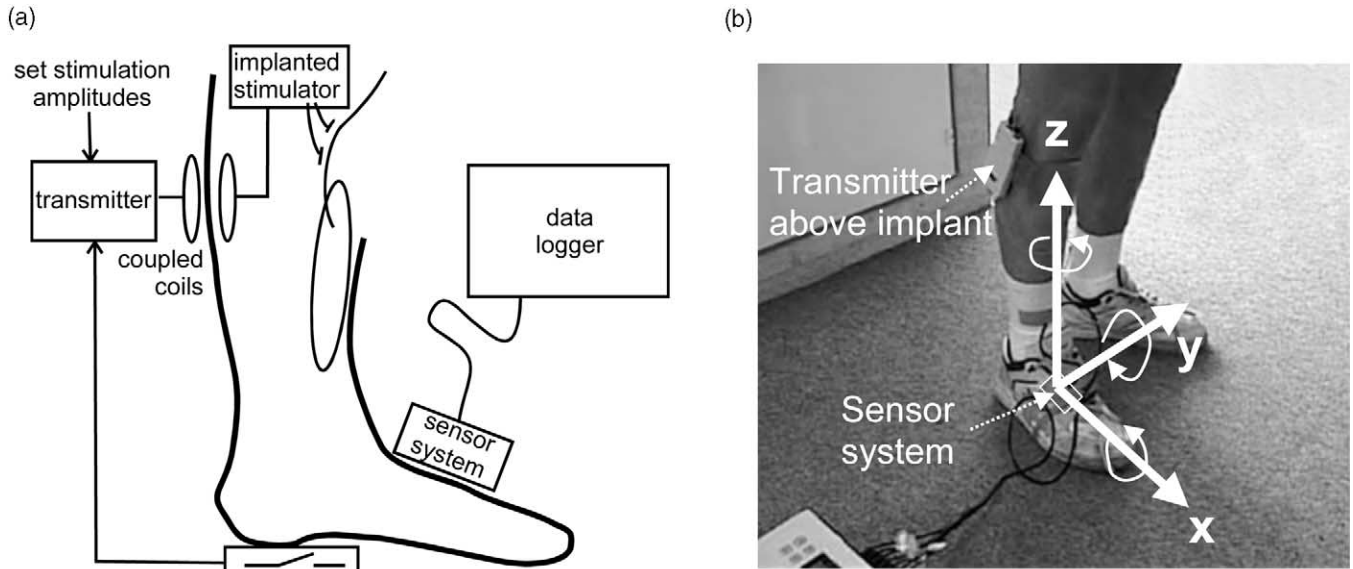 (a)
set stimulation
amplitudes
implanted
stimulator
transmitter
coupled
coils
data
logger
sensor
system
(b)
z
Transmitter
above implant
y
Sensor
system
x